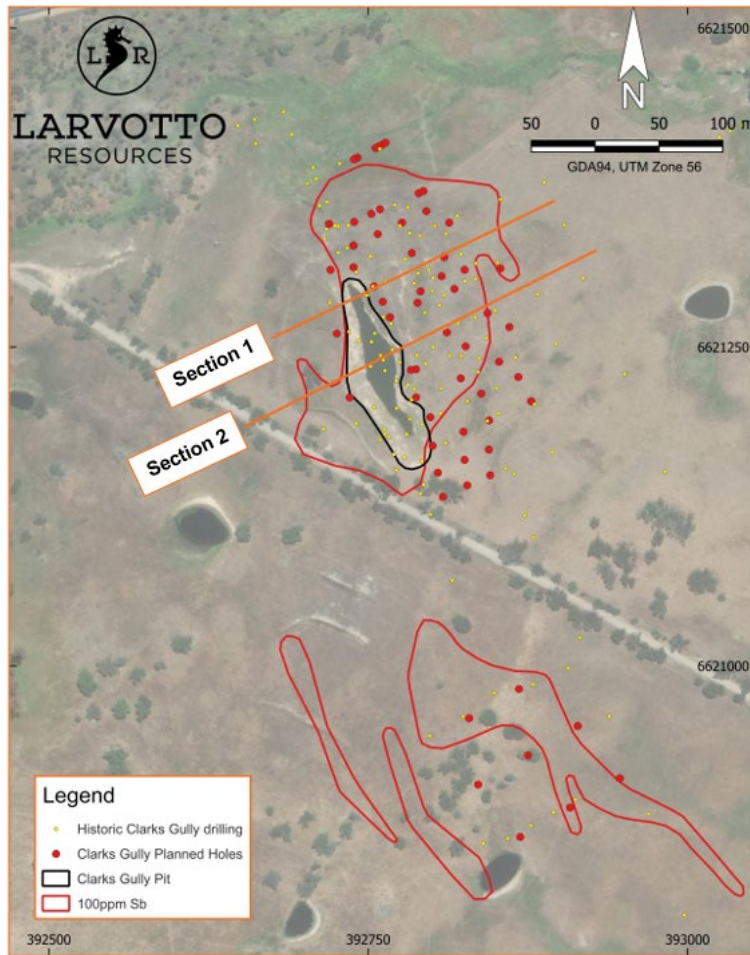 6621500
L R
LARVOTTO
RESOURCES
N
50 0 50 100 m
GDA94, UTM Zone 56
6621250
Section 1
Section 2
6621000
Legend
Historic Clarks Gully drilling
Clarks Gully Planned Holes
Clarks Gully Pit
100ppm Sb
392500 392750 393000